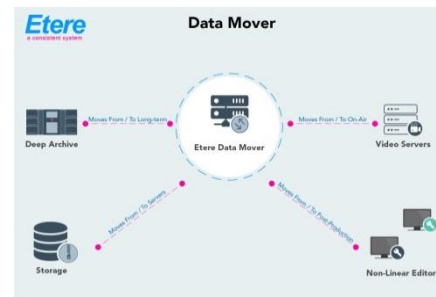 Etere
a consistent system
Data Mover
Moves From / To Long-term
Moves From / To On-Air
Deep Archive
Etere Data Mover
Video Servers
Moves From / To Servers
Moves From / To Post-Production
Storage
Non-Linear Editor